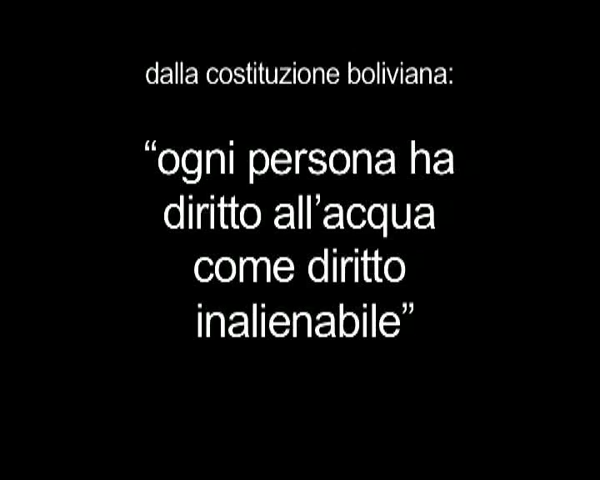 dalla costituzione boliviana:
“ogni persona ha
diritto all’acqua
come diritto
inalienabile”